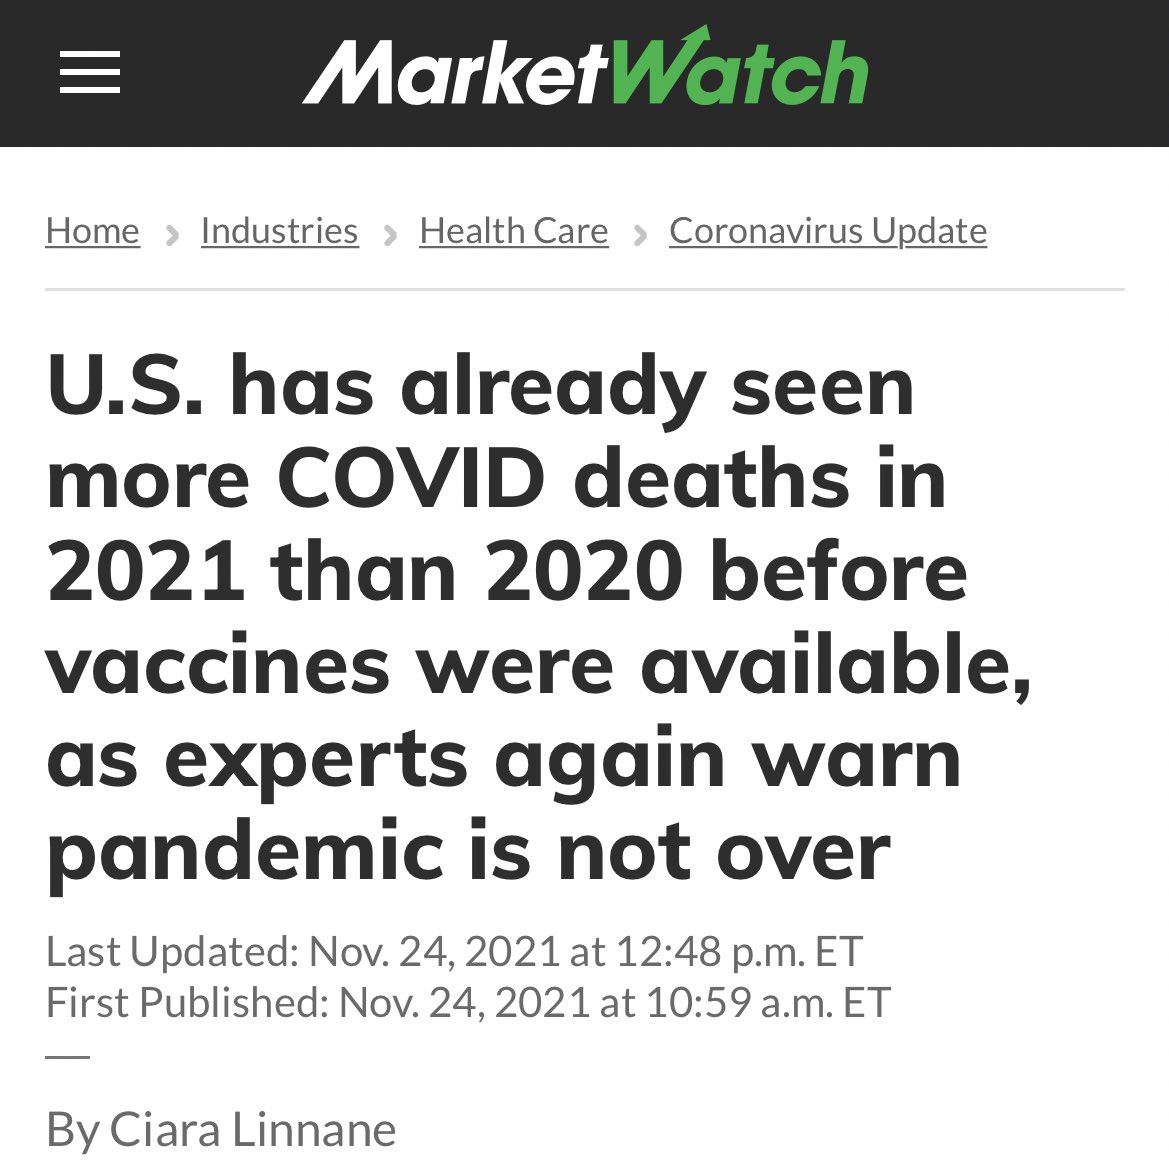 MarketWatch
Home › Industries › Health Care › Coronavirus Update
U.S. has already seen
more COVID deaths in
2021 than 2020 before
vaccines were available,
as experts again warn
pandemic is not over
Last Updated: Nov. 24, 2021 at 12:48 p.m. ET
First Published: Nov. 24, 2021 at 10:59 a.m. ET
By Ciara Linnane